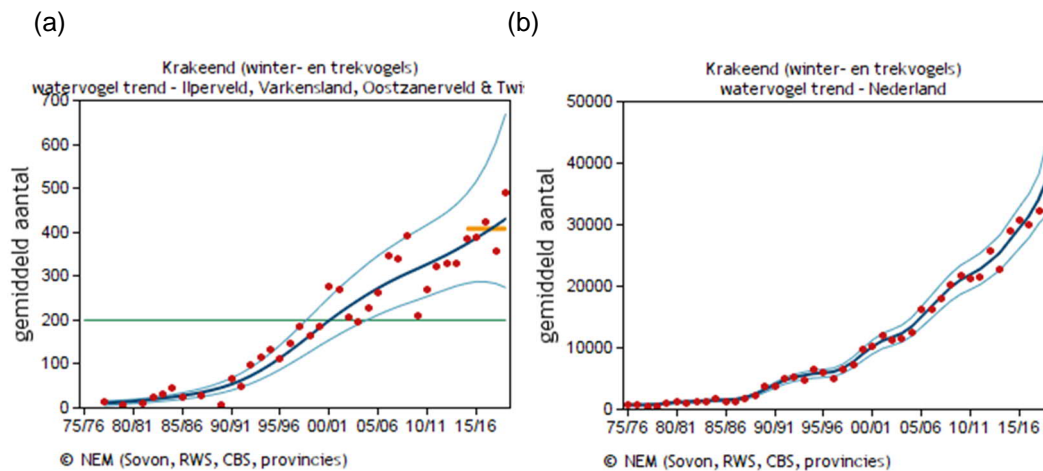 (a)
Krakeend (winter- en trekvogels)
watervogel trend - Ilperveld, Varkensland, Oostzanerveld & Twi
gemiddeld aantal
700
600
500
400
300
200
100
0
75/76 80/81 85/86 90/91 95/96 00/01 05/06 10/11 15/16
© NEM (Sovon, RWS, CBS, provincies)
(b)
Krakeend (winter- en trekvogels)
watervogel trend - Nederland
gemiddeld aantal
50000
40000
30000
20000
10000
0
75/76 80/81 85/86 90/91 95/96 00/01 05/06 10/11 15/16
© NEM (Sovon, RWS, CBS, provincies)